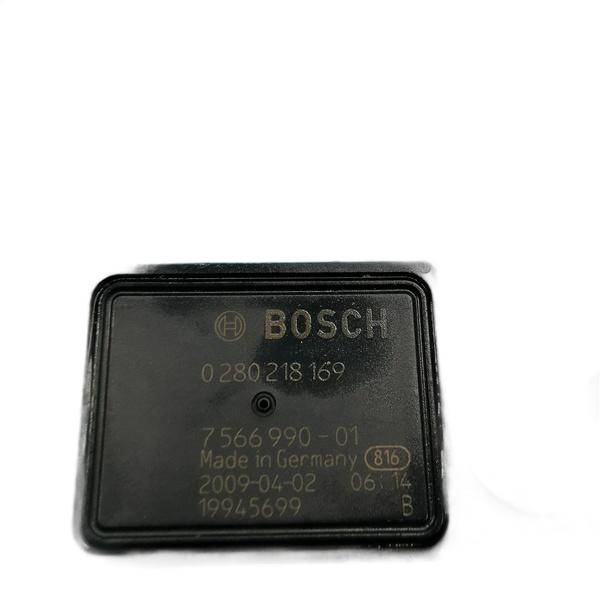 BOSCH
0 280 218 169
7 566 990 - 01
Made in Germany 816
2009-04-02 06:14
19945699 B